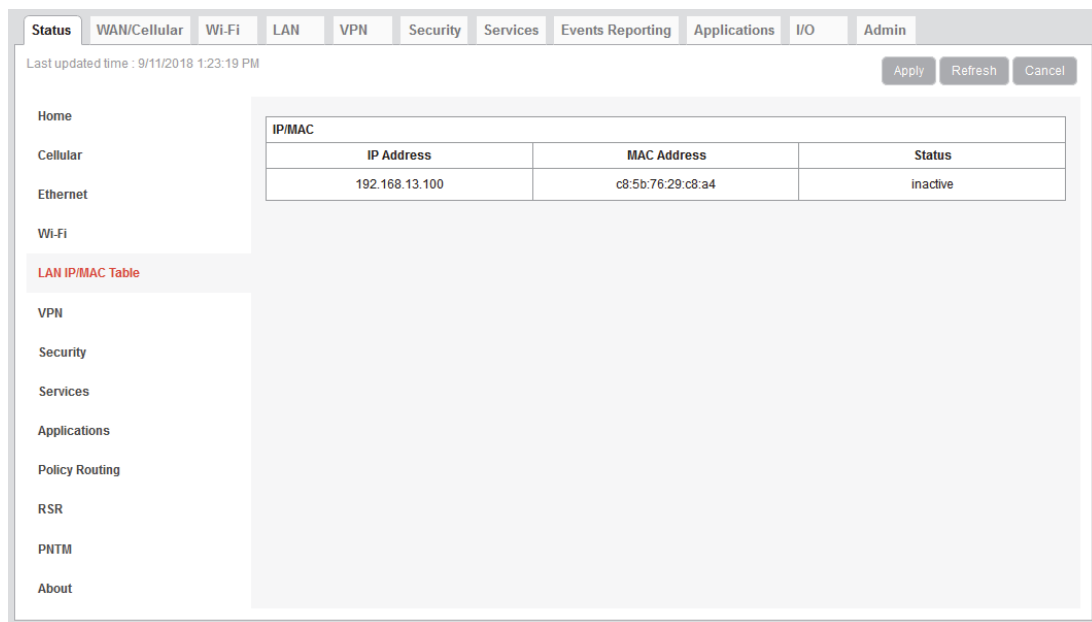 Status WAN/Cellular Wi-Fi LAN VPN Security Services Events Reporting Applications I/O Admin
Last updated time : 9/11/2018 1:23:19 PM
Apply Refresh Cancel
Home
Cellular
Ethernet
Wi-Fi
LAN IP/MAC Table
VPN
Security
Services
Applications
Policy Routing
RSR
PNTM
About
IP/MAC
IP Address MAC Address Status
192.168.13.100 c8:5b:76:29:c8:a4 inactive